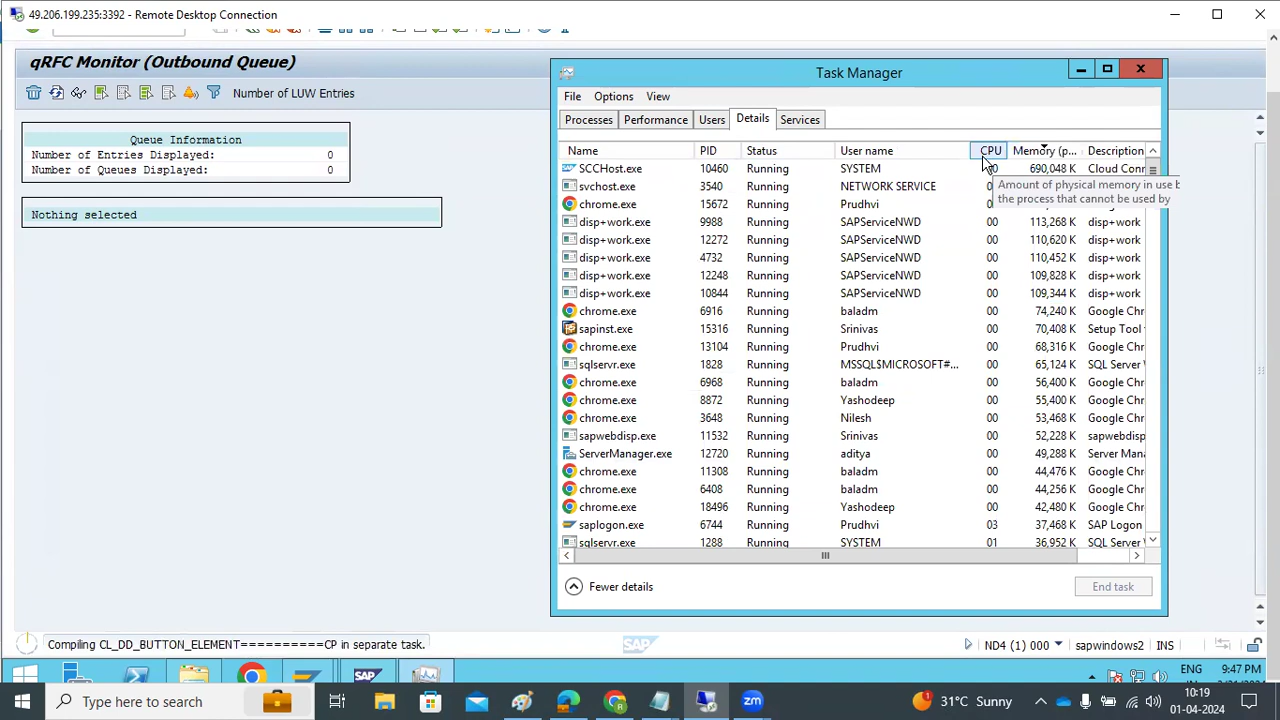 49.206.199.235:3392 - Remote Desktop Connection
qRFC Monitor (Outbound Queue)
Number of LUW Entries
Queue Information
Number of Entries Displayed: 0
Number of Queues Displayed: 0
Nothing selected
Task Manager
File Options View
Processes Performance Users Details Services
Name PID Status User name CPU Memory (p... Description
SCCHost.exe 10460 Running SYSTEM 00 690,048 K Cloud Conn
svchost.exe 3540 Running NETWORK SERVICE
Amount of physical memory in use b
the process that cannot be used by
chrome.exe 15672 Running Prudhvi
disp+work.exe 9988 Running SAPServiceNWD 00 113,268 K disp+work
disp+work.exe 12272 Running SAPServiceNWD 00 110,620 K disp+work
disp+work.exe 4732 Running SAPServiceNWD 00 110,452 K disp+work
disp+work.exe 12248 Running SAPServiceNWD 00 109,828 K disp+work
disp+work.exe 10844 Running SAPServiceNWD 00 109,344 K disp+work
chrome.exe 6916 Running baladm 00 74,240 K Google Chr
sapinst.exe 15316 Running Srinivas 00 70,408 K Setup Tool
chrome.exe 13104 Running Prudhvi 00 68,316 K Google Chr
sqlservr.exe 1828 Running MSSQL$MICROSOFT#... 00 65,124 K SQL Server
chrome.exe 6968 Running baladm 00 56,400 K Google Chr
chrome.exe 8872 Running Yashodeep 00 55,400 K Google Chr
chrome.exe 3648 Running Nilesh 00 53,468 K Google Chr
sapwebdisp.exe 11532 Running Srinivas 00 52,228 K sapwebdisp
ServerManager.exe 12720 Running aditya 00 49,288 K Server Man
chrome.exe 11308 Running baladm 00 44,476 K Google Chr
chrome.exe 6408 Running baladm 00 44,256 K Google Chr
chrome.exe 18496 Running Yashodeep 00 42,480 K Google Chr
saplogon.exe 6744 Running Prudhvi 03 37,468 K SAP Logon
sqlservr.exe 1288 Running SYSTEM 01 36,952 K SQL Server
Fewer details End task
Compiling CL_DD_BUTTON_ELEMENT==========CP in separate task.
SAP
ND4 (1) 000 sapwindows2 INS
SAP
ENG 9:47 PM
Type here to search
zm
31°C Sunny
10:19
01-04-2024